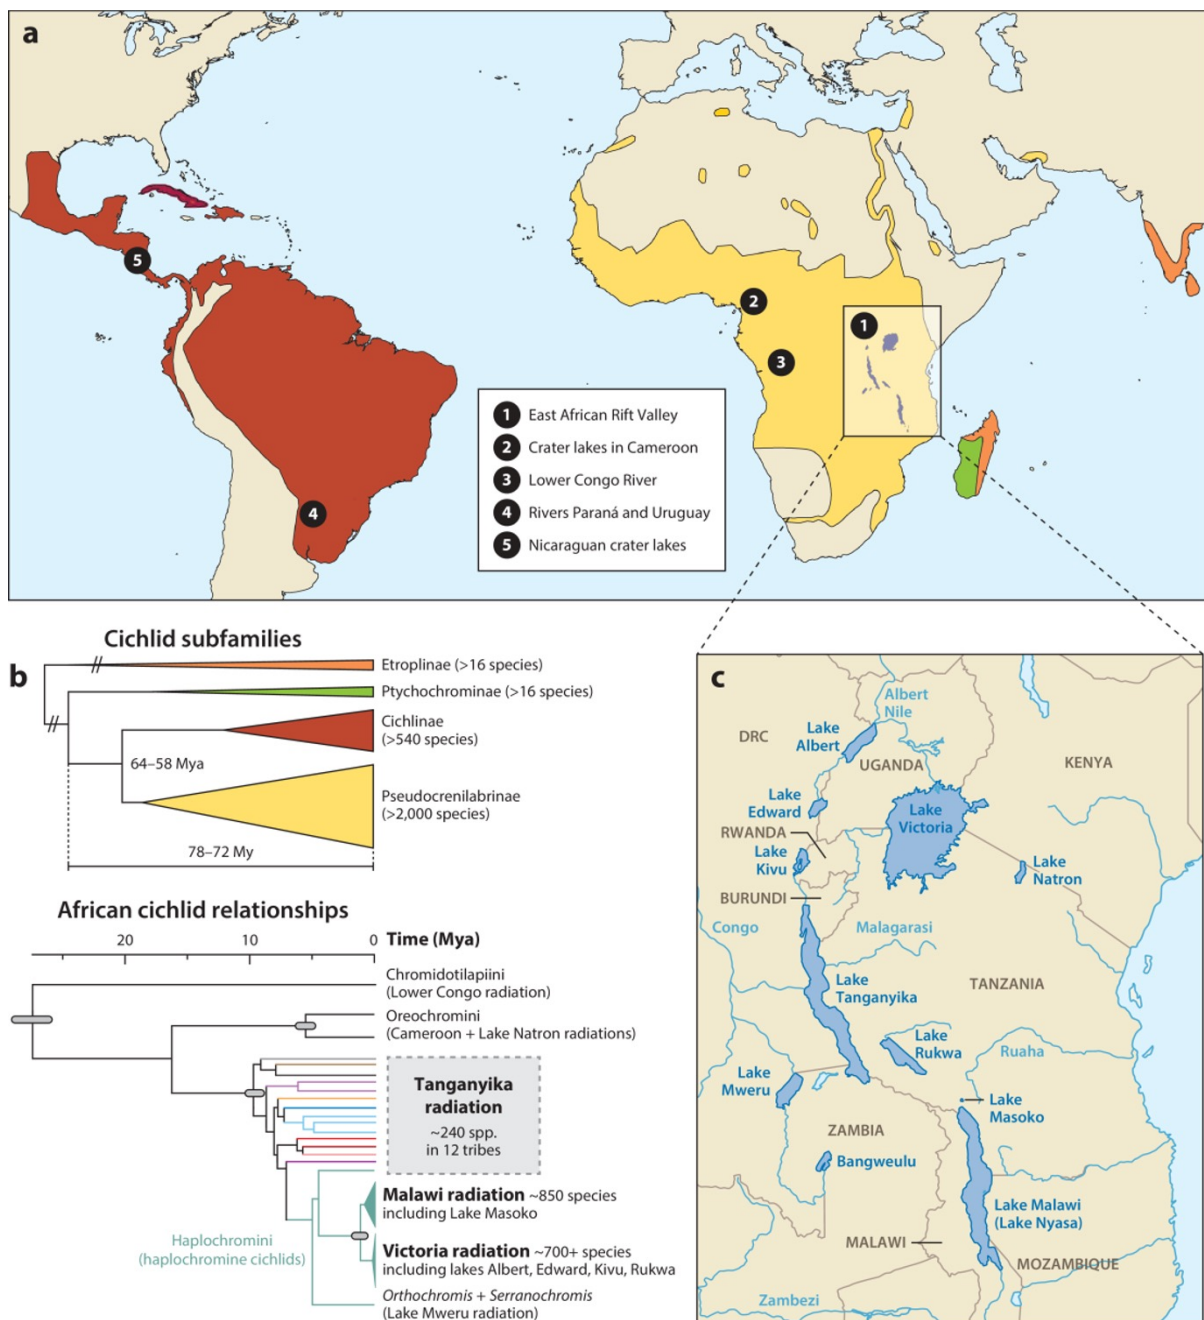 a
1
2
3
4
5
1 East African Rift Valley
2 Crater lakes in Cameroon
3 Lower Congo River
4 Rivers Paraná and Uruguay
5 Nicaraguan crater lakes
b
Cichlid subfamilies
Etroplinae (>16 species)
Ptychochrominae (>16 species)
Cichlinae
(>540 species)
64–58 Mya
Pseudocrenilabrinae
(>2,000 species)
78–72 My
African cichlid relationships
20
10
0
Time (Mya)
Chromidotilapiini
(Lower Congo radiation)
Oreochromini
(Cameroon + Lake Natron radiations)
Tanganyika
radiation
~240 spp.
in 12 tribes
Malawi radiation ~850 species
including Lake Masoko
Haplochromini
(haplochromine cichlids)
Victoria radiation ~700+ species
including lakes Albert, Edward, Kivu, Rukwa
Orthochromis + Serranochromis
(Lake Mweru radiation)
c
Albert
Nile
DRC
Lake
Albert
UGANDA
KENYA
Lake
Edward
Lake
Victoria
RWANDA
Lake
Kivu
Lake
Natron
BURUNDI
Congo
Malagarasi
Lake
Tanganyika
TANZANIA
Lake
Rukwa
Ruaha
Lake
Mweru
Lake
Masoko
ZAMBIA
Bangweulu
Lake Malawi
(Lake Nyasa)
MALAWI
MOZAMBIQUE
Zambezi